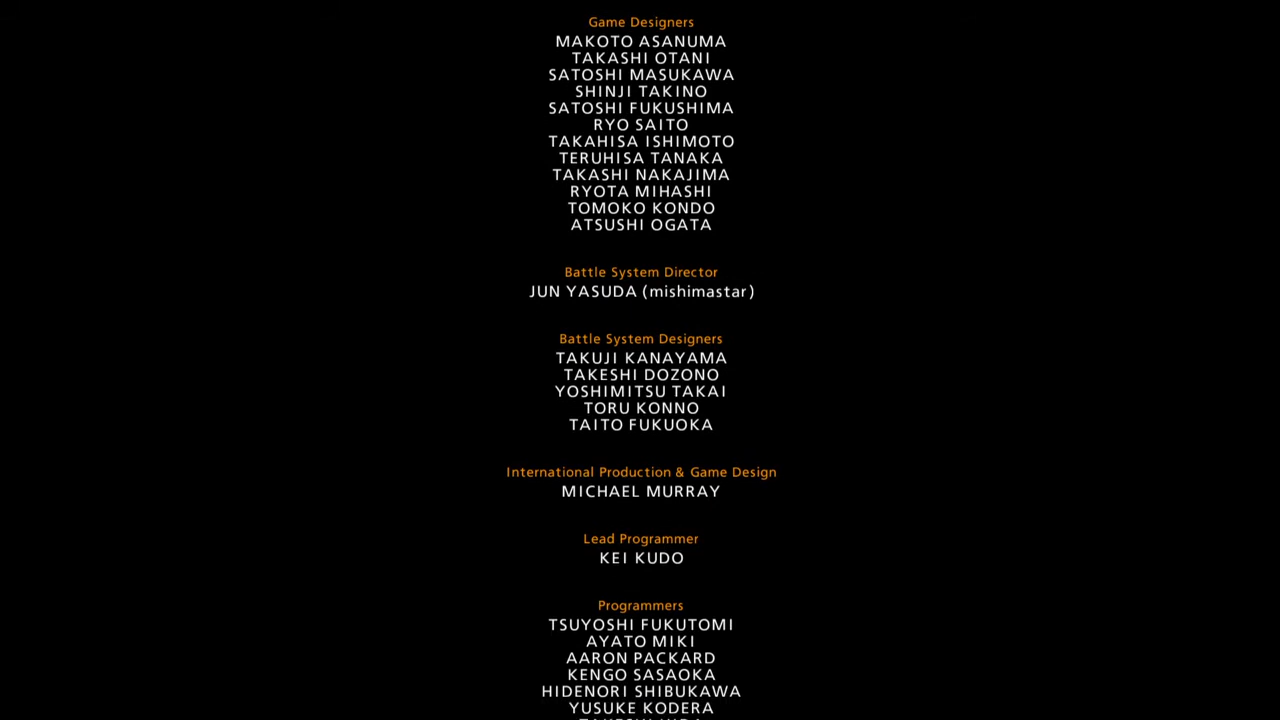 Game Designers
MAKOTO ASANUMA
TAKASHI OTANI
SATOSHI MASUKAWA
SHINJI TAKINO
SATOSHI FUKUSHIMA
RYO SAITO
TAKAHISA ISHIMOTO
TERUHISA TANAKA
TAKASHI NAKAJIMA
RYOTA MIHASHI
TOMOKO KONDO
ATSUSHI OGATA
Battle System Director
JUN YASUDA (mishimastar)
Battle System Designers
TAKUJI KANAYAMA
TAKESHI DOZONO
YOSHIMITSU TAKAI
TORU KONNO
TAITO FUKUOKA
International Production & Game Design
MICHAEL MURRAY
Lead Programmer
KEI KUDO
Programmers
TSUYOSHI FUKUTOMI
AYATO MIKI
AARON PACKARD
KENGO SASAOKA
HIDENORI SHIBUKAWA
YUSUKE KODERA